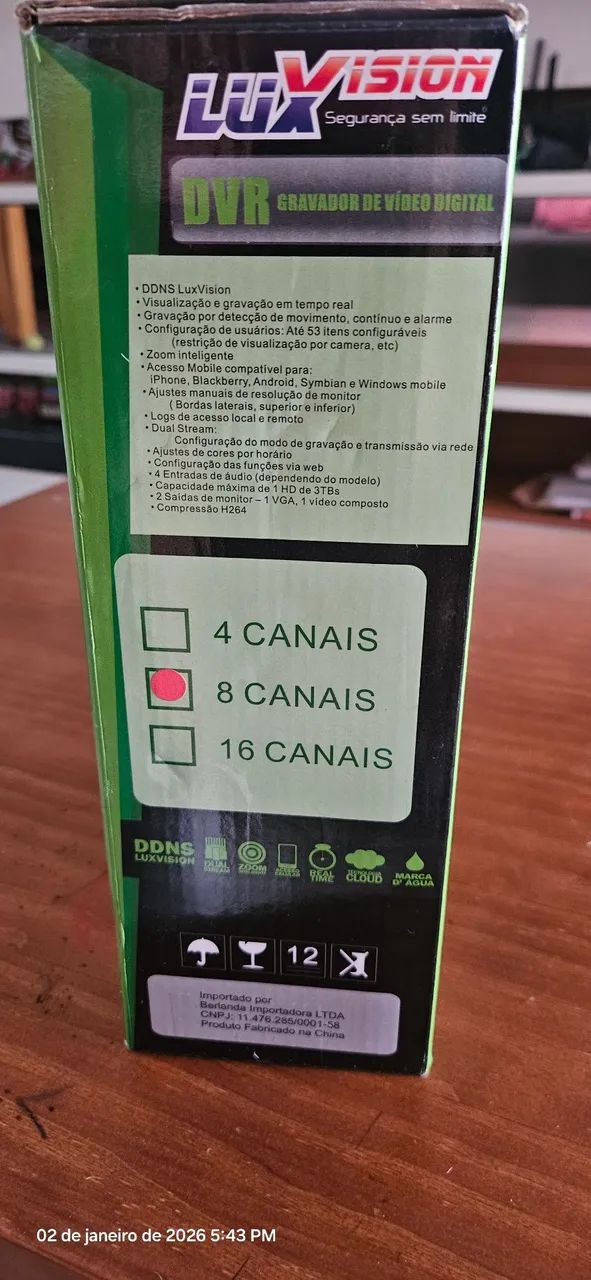 LUXVISION
Segurança sem limite
DVR GRAVADOR DE VÍDEO DIGITAL
• DDNS LuxVision
• Visualização e gravação em tempo real
• Gravação por detecção de movimento, contínuo e alarme
• Configuração de usuários: Até 53 itens configuráveis
(restrição de visualização por camera, etc)
• Zoom inteligente
• Acesso Mobile compatível para:
iPhone, Blackberry, Android, Symbian e Windows mobile
• Ajustes manuais de resolução de monitor
( Bordas laterais, superior e inferior)
• Logs de acesso local e remoto
• Dual Stream:
Configuração do modo de gravação e transmissão via rede
• Ajustes de cores por horário
• Configuração das funções via web
• 4 Entradas de áudio (dependendo do modelo)
• Capacidade máxima de 1 HD de 3TBs
• 2 Saídas de monitor – 1 VGA, 1 vídeo composto
• Compressão H264
4 CANAIS
8 CANAIS
16 CANAIS
DDNS
LUXVISION
DUAL
STREAM
ZOOM
ACESSO
CELULAR
REAL
TIME
TECNOLOGIA
CLOUD
MARCA
D' ÁGUA
12
Importado por
Berlanda Importadora LTDA
CNPJ: 11.476.285/0001-58
Produto Fabricado na China
02 de janeiro de 2026 5:43 PM